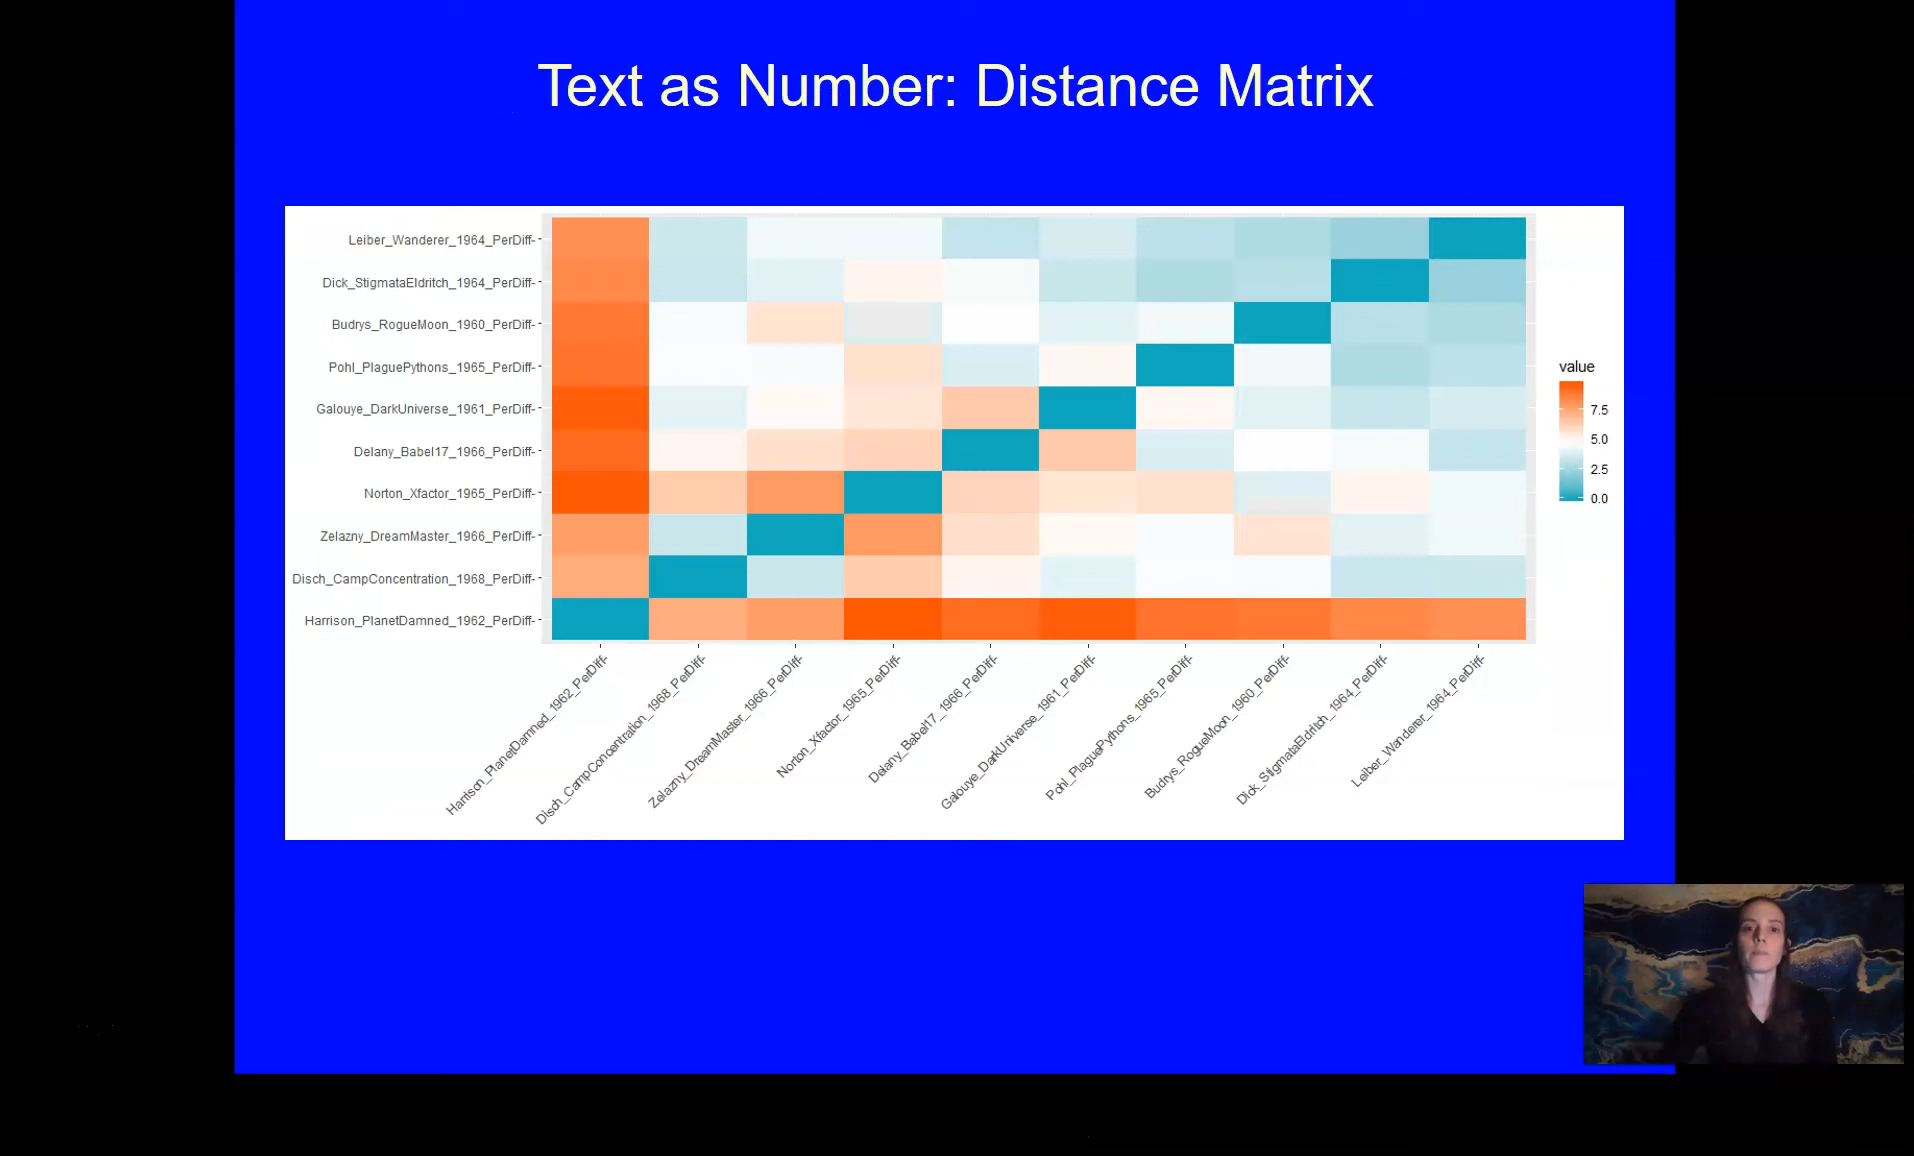 Text as Number: Distance Matrix
Leiber_Wanderer_1964_PerDiff-
Dick_StigmataEldritch_1964_PerDiff-
Budrys_RogueMoon_1960_PerDiff-
Pohl_PlaguePythons_1965_PerDiff-
Galouye_DarkUniverse_1961_PerDiff-
Delany_Babel17_1966_PerDiff-
Norton_Xfactor_1965_PerDiff-
Zelazny_DreamMaster_1966_PerDiff-
Disch_CampConcentration_1968_PerDiff-
Harrison_PlanetDamned_1962_PerDiff-
value
7.5
5.0
2.5
0.0
Harrison_PlanetDamned_1962_PerDiff-
Disch_CampConcentration_1968_PerDiff-
Zelazny_DreamMaster_1966_PerDiff-
Norton_Xfactor_1965_PerDiff-
Delany_Babel17_1966_PerDiff-
Galouye_DarkUniverse_1961_PerDiff-
Pohl_PlaguePythons_1965_PerDiff-
Budrys_RogueMoon_1960_PerDiff-
Dick_StigmataEldritch_1964_PerDiff-
Leiber_Wanderer_1964_PerDiff-